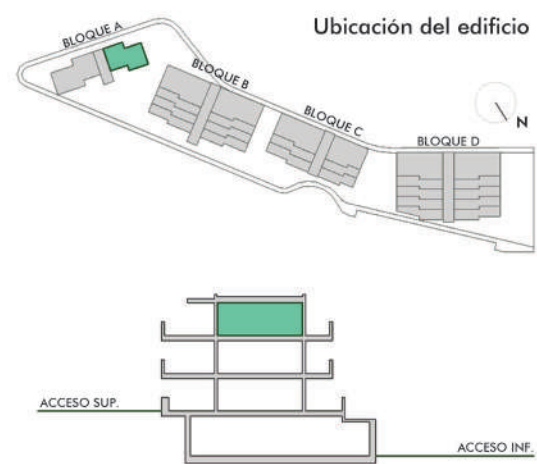 Ubicación del edificio
BLOQUE A
BLOQUE B
BLOQUE C
N
BLOQUE D
ACCESO SUP.
ACCESO INF.